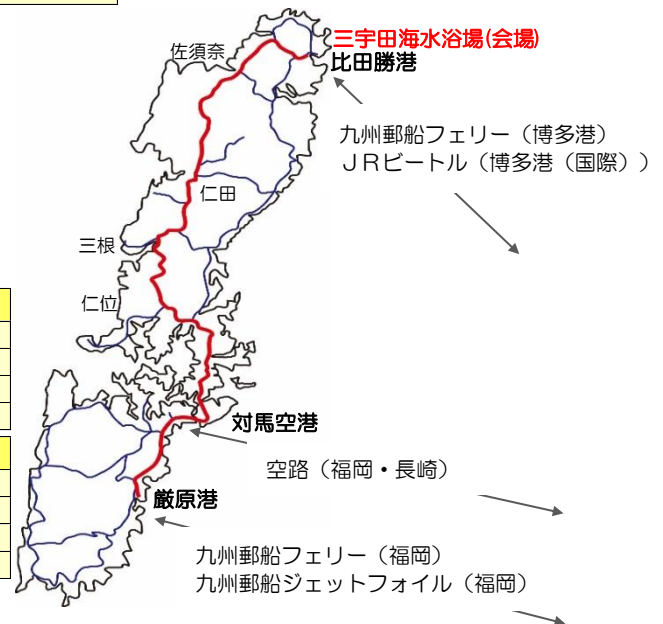 三宇田海水浴場(会場)
佐須奈
比田勝港
九州郵船フェリー（博多港）
ＪＲビートル（博多港（国際））
仁田
三根
仁位
対馬空港
空路（福岡・長崎）
厳原港
九州郵船フェリー（福岡）
九州郵船ジェットフォイル（福岡）